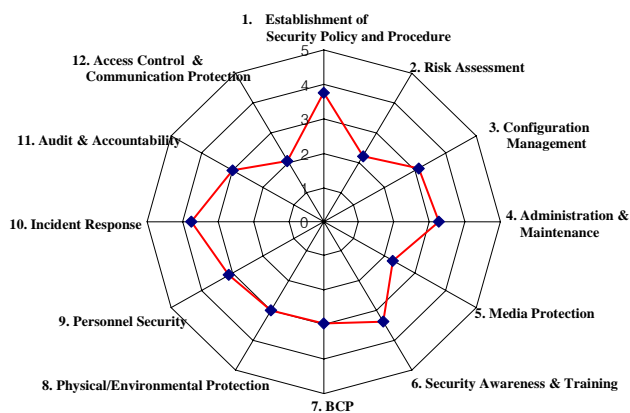 1. Establishment of
Security Policy and Procedure
2. Risk Assessment
3. Configuration
Management
4. Administration &
Maintenance
5. Media Protection
6. Security Awareness & Training
7. BCP
8. Physical/Environmental Protection
9. Personnel Security
10. Incident Response
11. Audit & Accountability
12. Access Control &
Communication Protection
5
4
3
2
1
0